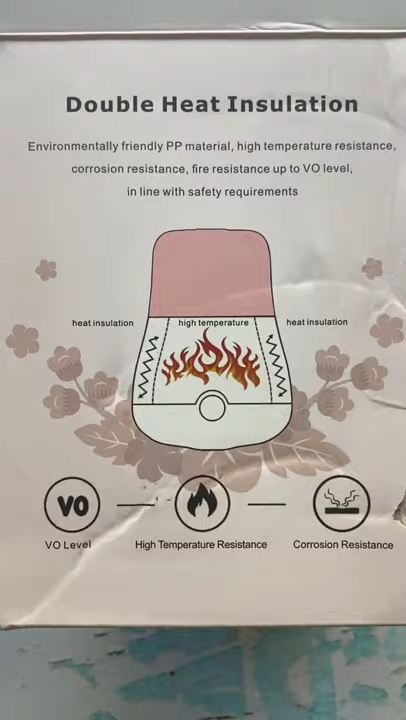 Double Heat Insulation
Environmentally friendly PP material, high temperature resistance,
corrosion resistance, fire resistance up to VO level,
in line with safety requirements
heat insulation
high temperature
heat insulation
VO
VO Level
High Temperature Resistance
Corrosion Resistance